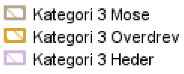 Kategori 3 Mose
Kategori 3 Overdrev
Kategori 3 Heder